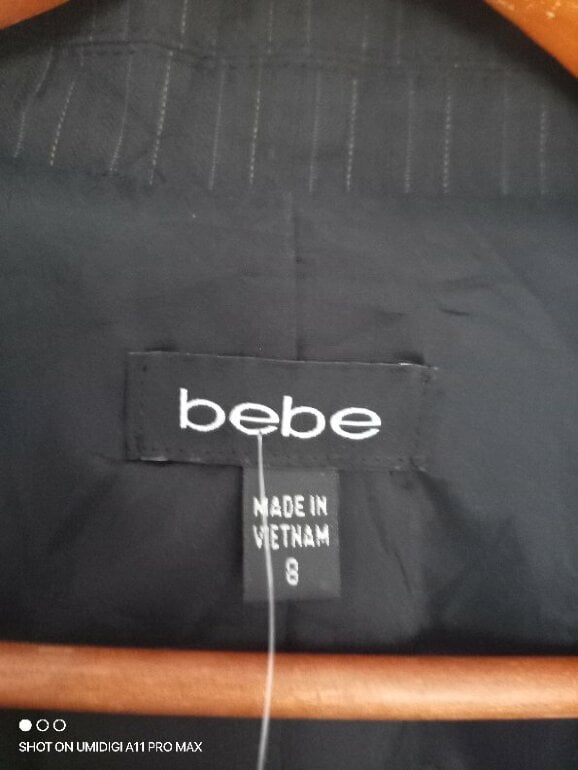 bebe
MADE IN
VIETNAM
8
SHOT ON UMIDIGI A11 PRO MAX